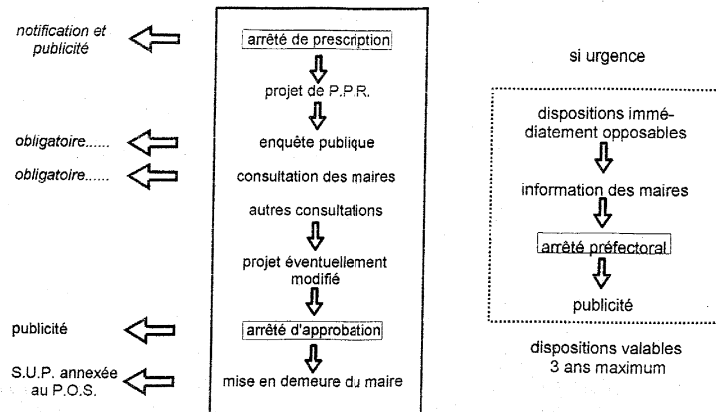 notification et
publicité
arrêté de prescription
projet de P.P.R.
obligatoire......
enquête publique
obligatoire......
consultation des maires
autres consultations
projet éventuellement
modifié
publicité
arrêté d'approbation
S.U.P. annexée
au P.O.S.
mise en demeure du maire
si urgence
dispositions immé-
diatement opposables
information des maires
arrêté préfectoral
publicité
dispositions valables
3 ans maximum